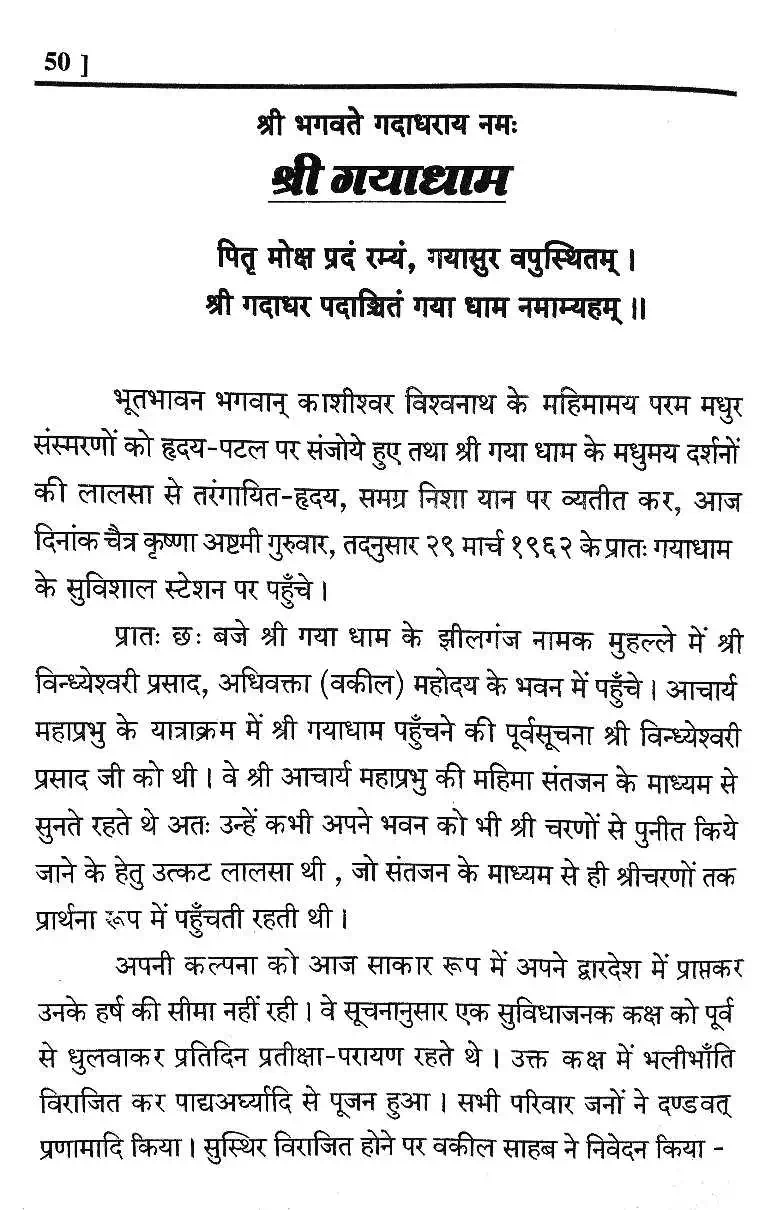 50 ]
श्री भगवते गदाधराय नमः
श्री गयाधाम
पितृ मोक्ष प्रदं रम्यं, गयासुर वपुस्थितम् ।
श्री गदाधर पदाञ्चितं गया धाम नमाम्यहम् ॥
भूतभावन भगवान् काशीश्वर विश्वनाथ के महिमामय परम मधुर
संस्मरणों को हृदय-पटल पर संजोये हुए तथा श्री गया धाम के मधुमय दर्शनों
की लालसा से तरंगायित-हृदय, समग्र निशा यान पर व्यतीत कर, आज
दिनांक चैत्र कृष्णा अष्टमी गुरुवार, तदनुसार २९ मार्च १९६२ के प्रातः गयाधाम
के सुविशाल स्टेशन पर पहुँचे ।
प्रातः छः बजे श्री गया धाम के झीलगंज नामक मुहल्ले में श्री
विन्ध्येश्वरी प्रसाद, अधिवक्ता (वकील) महोदय के भवन में पहुँचे । आचार्य
महाप्रभु के यात्राक्रम में श्री गयाधाम पहुँचने की पूर्वसूचना श्री विन्ध्येश्वरी
प्रसाद जी को थी । वे श्री आचार्य महाप्रभु की महिमा संतजन के माध्यम से
सुनते रहते थे अतः उन्हें कभी अपने भवन को भी श्री चरणों से पुनीत किये
जाने के हेतु उत्कट लालसा थी , जो संतजन के माध्यम से ही श्रीचरणों तक
प्रार्थना रूप में पहुँचती रहती थी ।
अपनी कल्पना को आज साकार रूप में अपने द्वारदेश में प्राप्तकर
उनके हर्ष की सीमा नहीं रही । वे सूचनानुसार एक सुविधाजनक कक्ष को पूर्व
से धुलवाकर प्रतिदिन प्रतीक्षा-परायण रहते थे । उक्त कक्ष में भलीभाँति
विराजित कर पाद्यअर्घ्यादि से पूजन हुआ । सभी परिवार जनों ने दण्डवत्
प्रणामादि किया । सुस्थिर विराजित होने पर वकील साहब ने निवेदन किया -